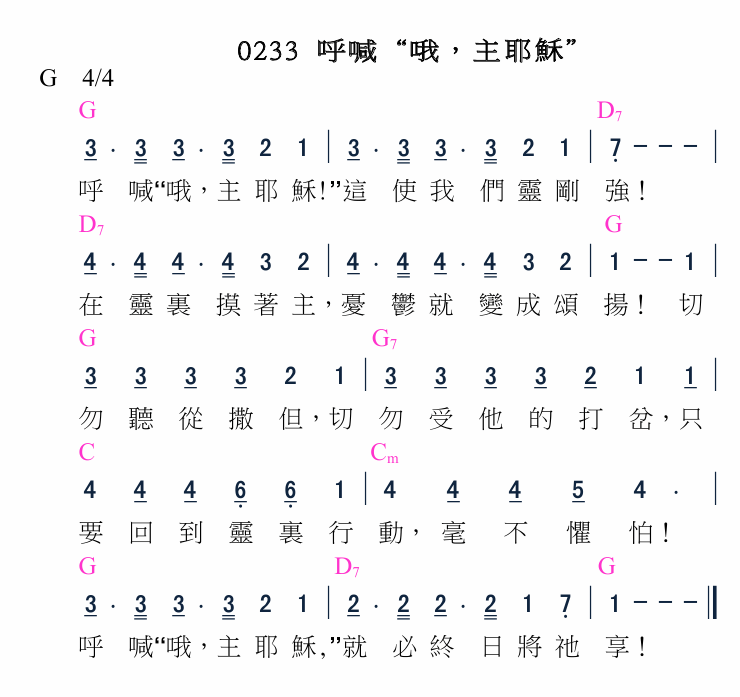 0233 呼喊“哦，主耶穌”
G 4/4
G D7
3 · 3 3 · 3 2 1 | 3 · 3 3 · 3 2 1 | 7 – – – |
呼 喊“哦，主 耶 穌!”這 使 我 們 靈 剛 強！
D7 G
4 · 4 4 · 4 3 2 | 4 · 4 4 · 4 3 2 | 1 – – 1 |
在 靈 裏 摸 著 主，憂 鬱 就 變 成 頌 揚！ 切
G G7
3 3 3 3 2 1 | 3 3 3 3 2 1 1 |
勿 聽 從 撒 但，切 勿 受 他 的 打 岔，只
C Cm
4 4 4 6 6 1 | 4 4 4 5 4 · |
要 回 到 靈 裏 行 動，毫 不 懼 怕！
G D7 G
3 · 3 3 · 3 2 1 | 2 · 2 2 · 2 1 7 | 1 – – – ‖
呼 喊“哦，主 耶 穌,”就 必 終 日 將 祂 享！